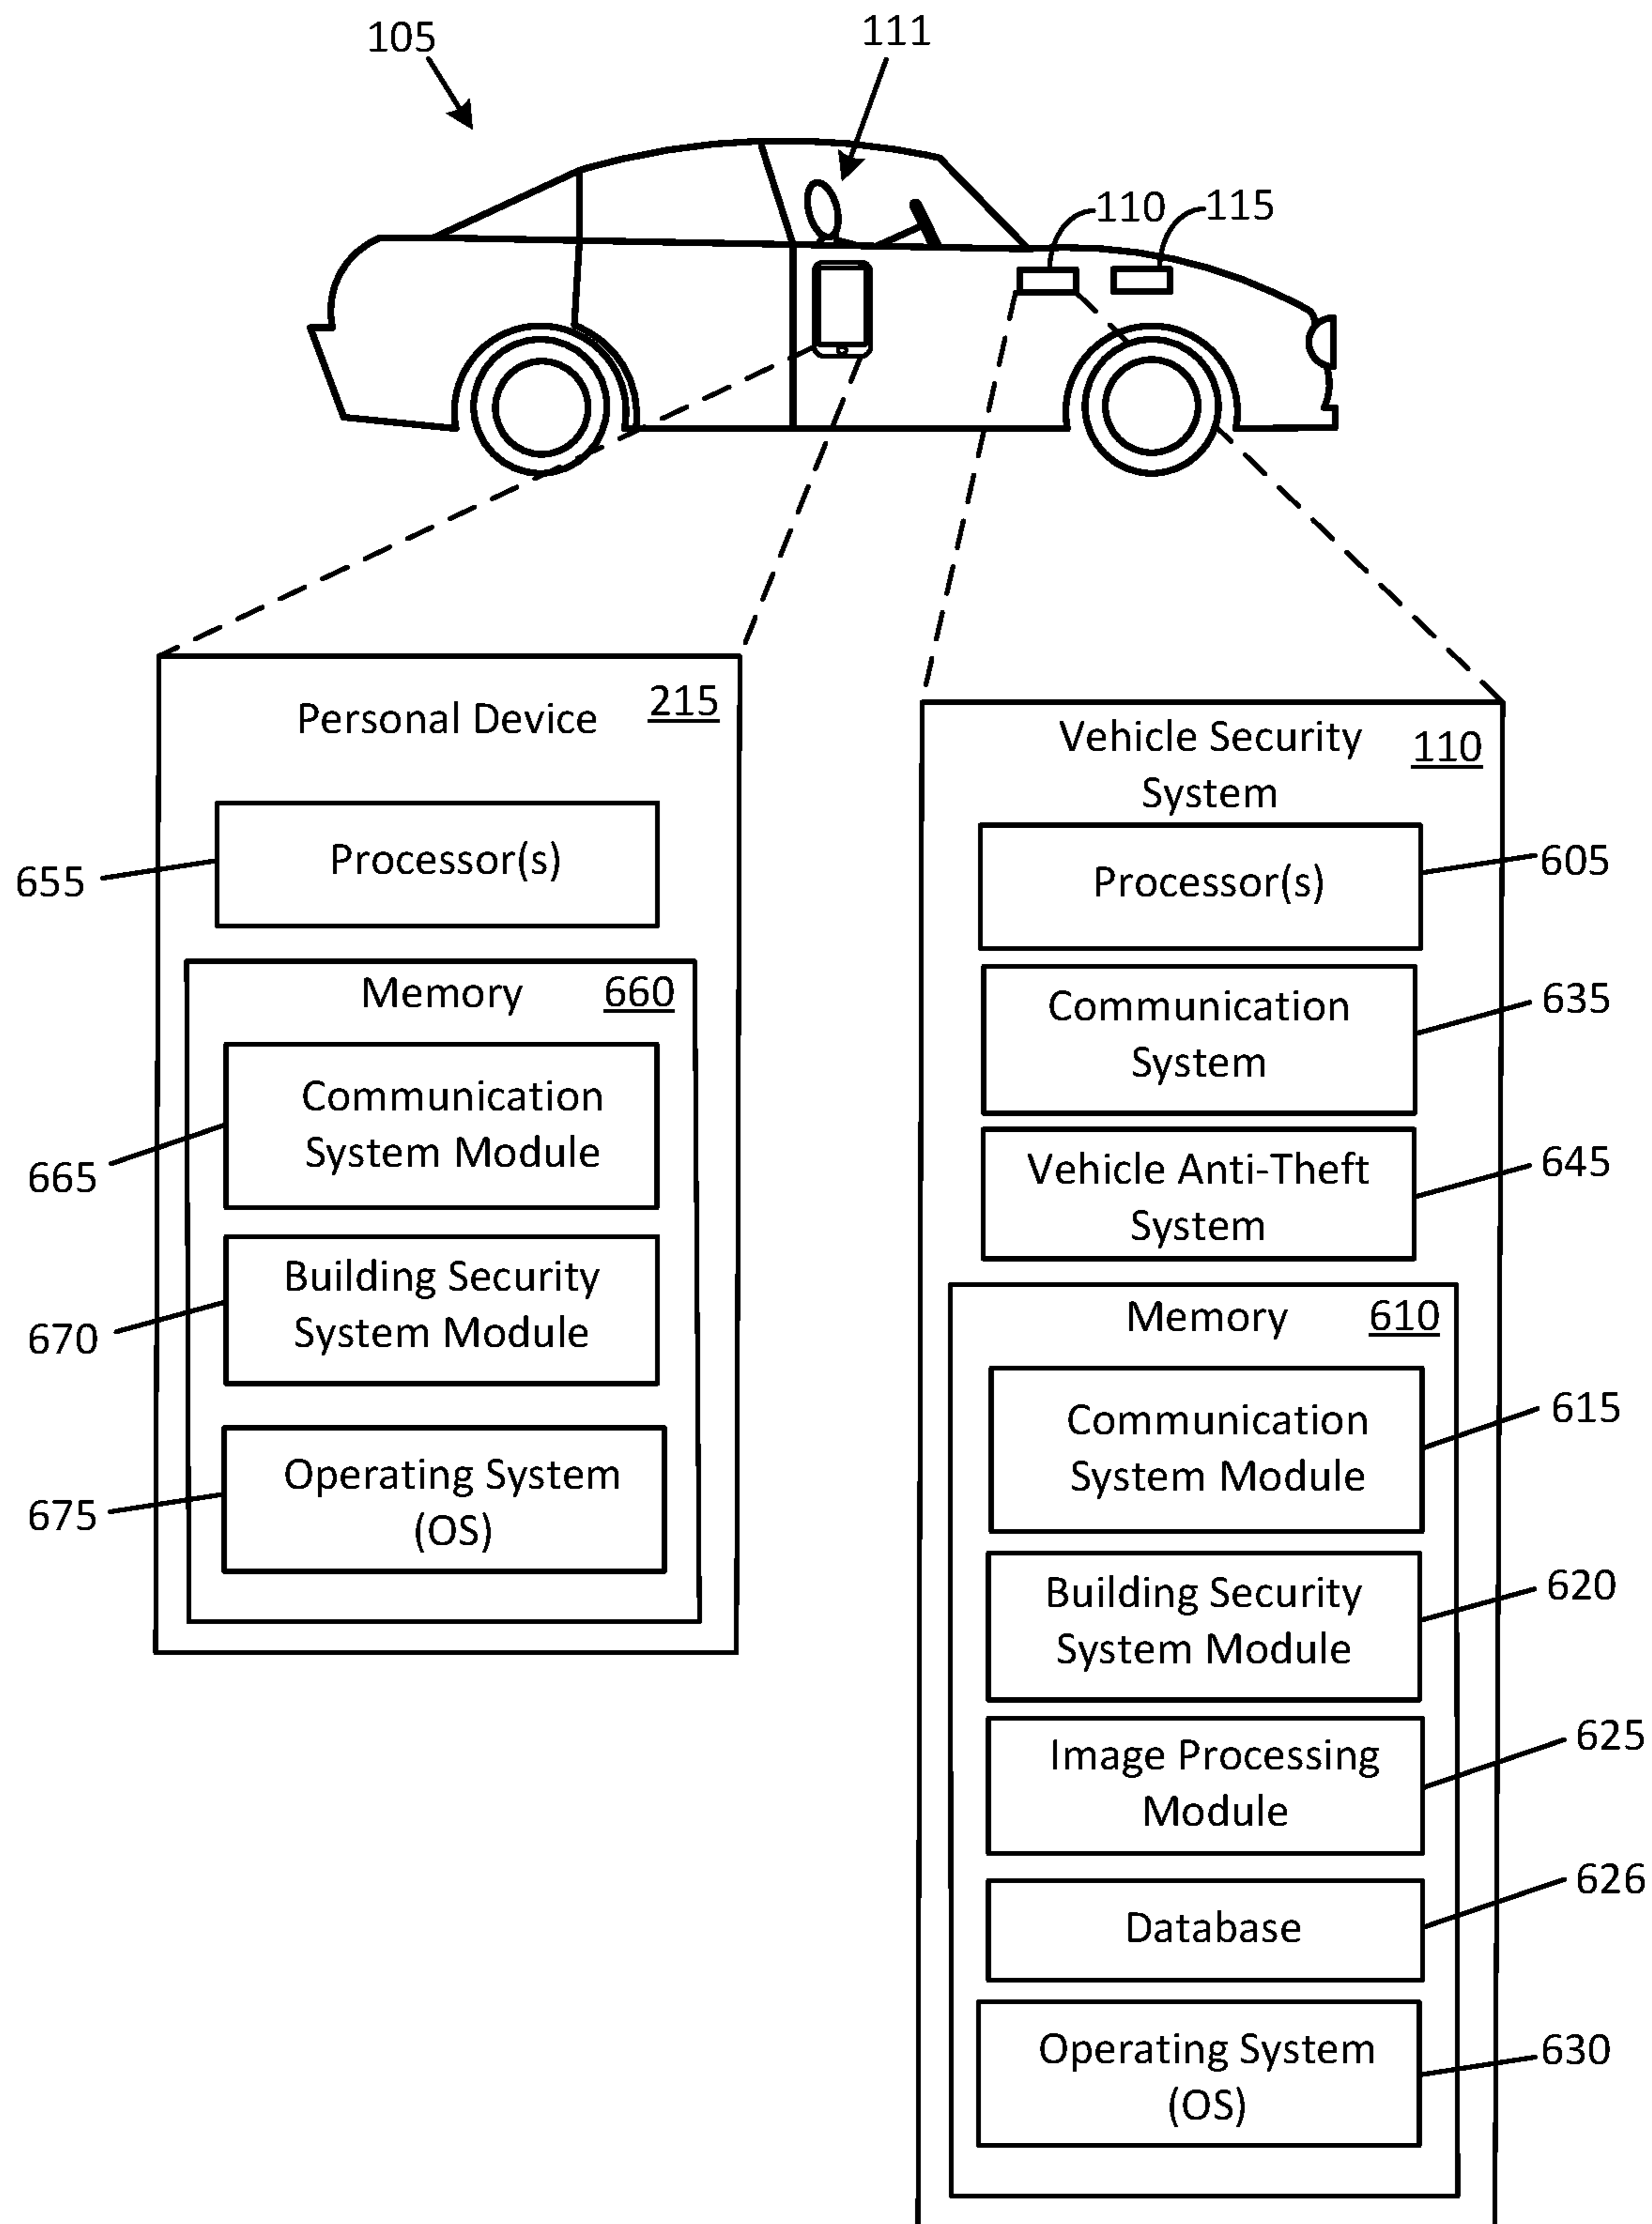 105
111
110
115
Personal Device
215
Processor(s)
655
Memory
660
Communication
System Module
665
Building Security
System Module
670
Operating System
(OS)
675
Vehicle Security
System
110
Processor(s)
605
Communication
System
635
Vehicle Anti-Theft
System
645
Memory
610
Communication
System Module
615
Building Security
System Module
620
Image Processing
Module
625
Database
626
Operating System
(OS)
630